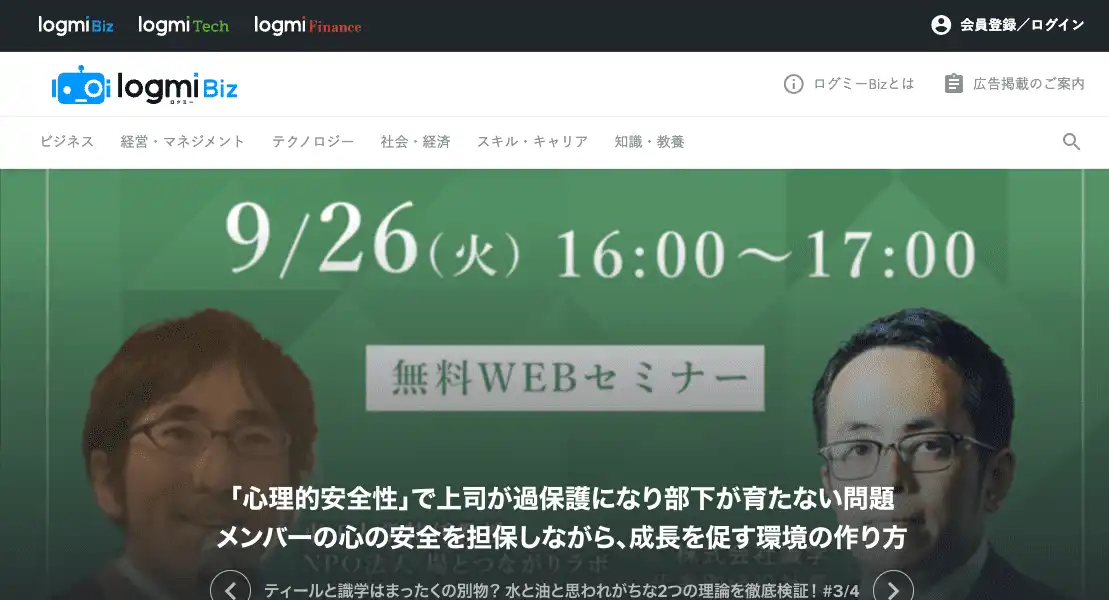 logmi Biz
logmi Tech
logmi Finance
会員登録／ログイン
logmi Biz
ログミー
ログミーBizとは
広告掲載のご案内
ビジネス
経営・マネジメント
テクノロジー
社会・経済
スキル・キャリア
知識・教養
9/26(火) 16:00〜17:00
無料WEBセミナー
「心理的安全性」で上司が過保護になり部下が育たない問題
メンバーの心の安全を担保しながら、成長を促す環境の作り方
NPO法人 場とつながりラボ
株式会社識学
ティールと識学はまったくの別物？ 水と油と思われがちな2つの理論を徹底検証！ #3/4